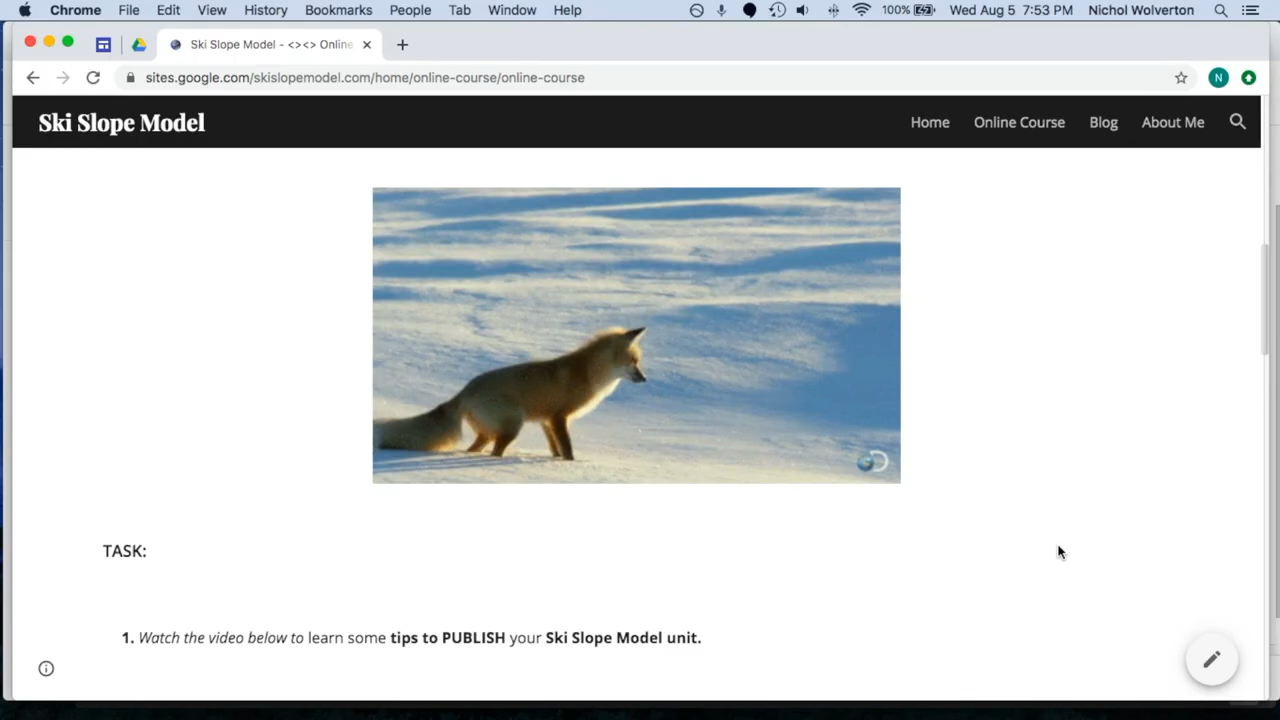 Chrome File Edit View History Bookmarks People Tab Window Help 100% Wed Aug 5 7:53 PM Nichol Wolverton
Ski Slope Model - <><> Online
sites.google.com/skislopemodel.com/home/online-course/online-course N
Ski Slope Model Home Online Course Blog About Me
TASK:
1. Watch the video below to learn some tips to PUBLISH your Ski Slope Model unit.